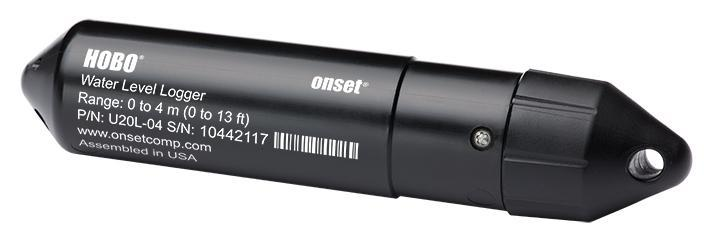 HOBO®
onset®
Water Level Logger
Range: 0 to 4 m (0 to 13 ft)
P/N: U20L-04 S/N: 10442117
www.onsetcomp.com
Assembled in USA